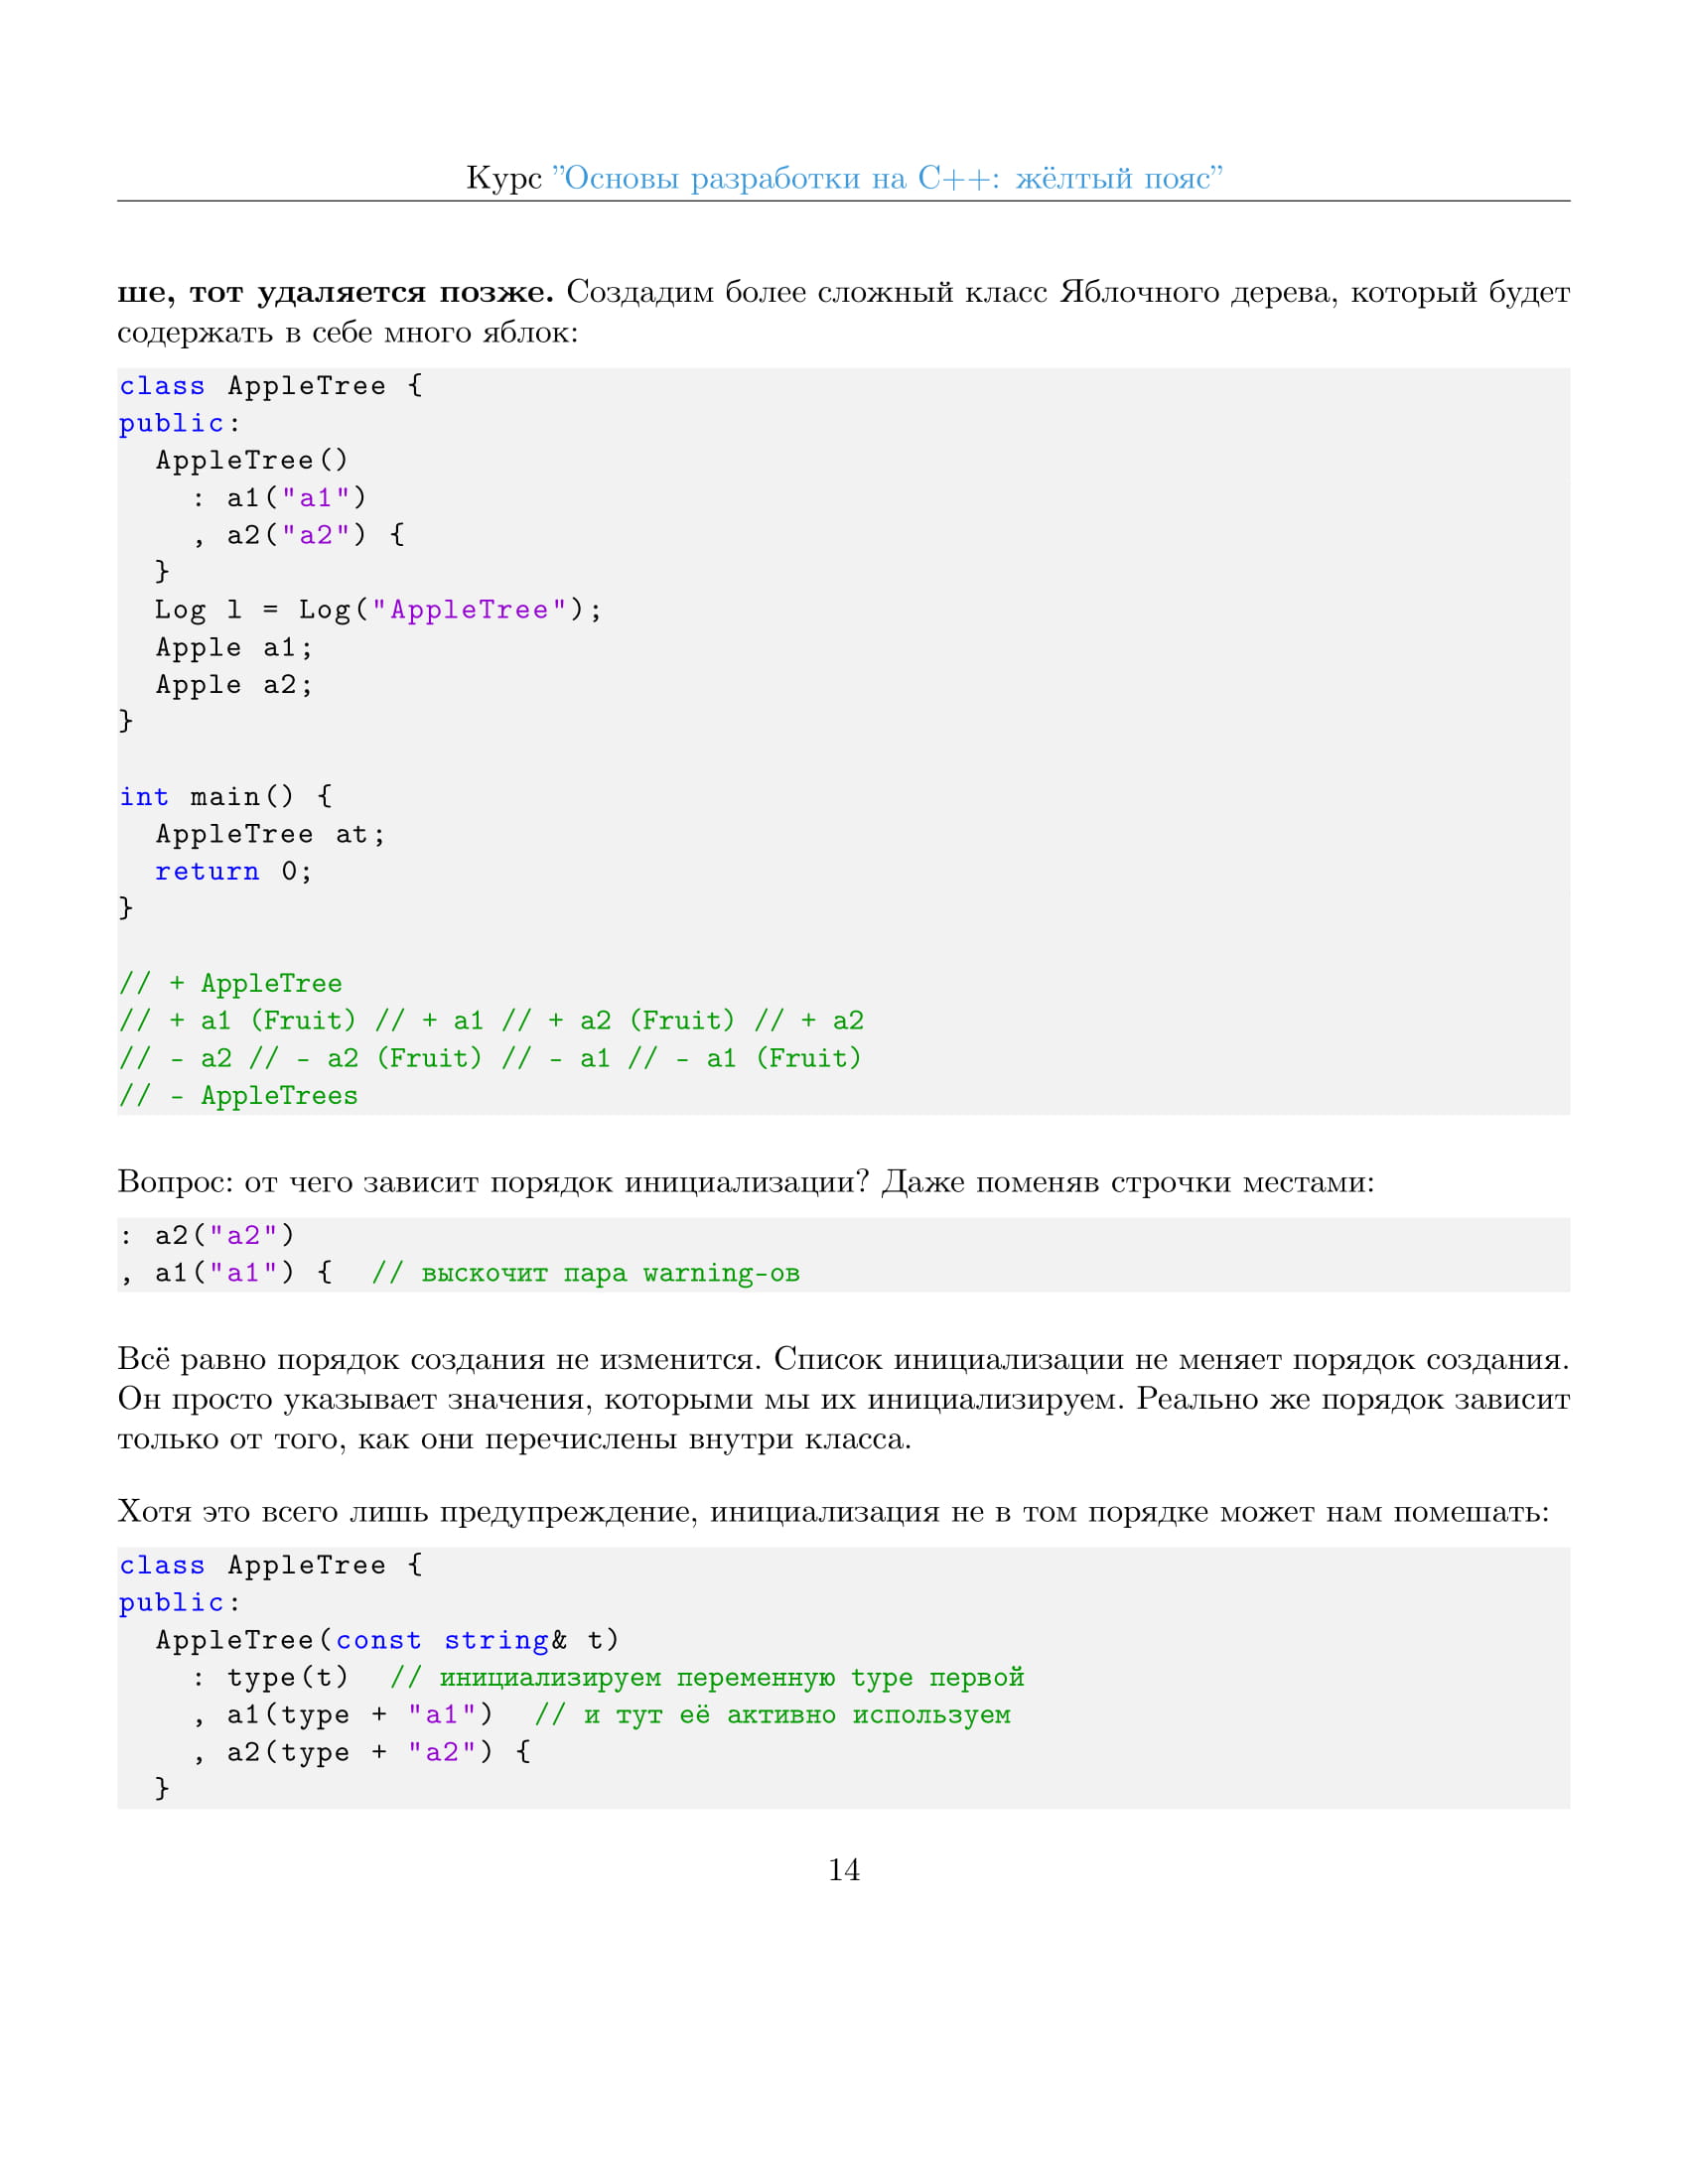 Курс ”Основы разработки на C++: жёлтый пояс”
ше, тот удаляется позже. Создадим более сложный класс Яблочного дерева, который будет
содержать в себе много яблок:
class AppleTree {
public:
  AppleTree()
    : a1("a1")
    , a2("a2") {
  }
  Log l = Log("AppleTree");
  Apple a1;
  Apple a2;
}
int main() {
  AppleTree at;
  return 0;
}
// + AppleTree
// + a1 (Fruit) // + a1 // + a2 (Fruit) // + a2
// - a2 // - a2 (Fruit) // - a1 // - a1 (Fruit)
// - AppleTrees
Вопрос: от чего зависит порядок инициализации? Даже поменяв строчки местами:
: a2("a2")
, a1("a1") {  // выскочит пара warning-ов
Всё равно порядок создания не изменится. Список инициализации не меняет порядок создания.
Он просто указывает значения, которыми мы их инициализируем. Реально же порядок зависит
только от того, как они перечислены внутри класса.
Хотя это всего лишь предупреждение, инициализация не в том порядке может нам помешать:
class AppleTree {
public:
  AppleTree(const string& t)
    : type(t)  // инициализируем переменную type первой
    , a1(type + "a1")  // и тут её активно используем
    , a2(type + "a2") {
  }
14